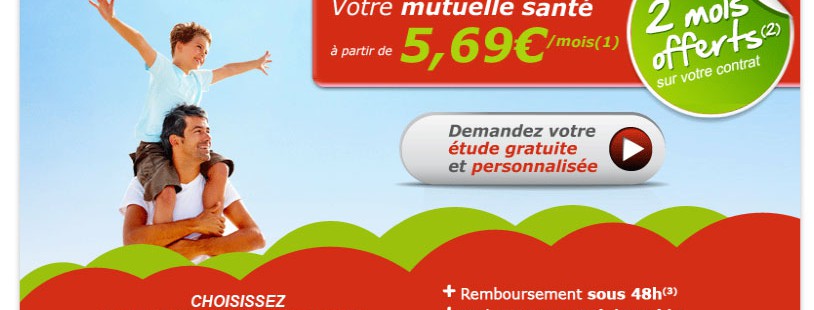 Votre mutuelle santé
à partir de 5,69€/mois(1)
2 mois
offerts(2)
sur votre contrat
Demandez votre
étude gratuite
et personnalisée
CHOISISSEZ
+ Remboursement sous 48h(3)